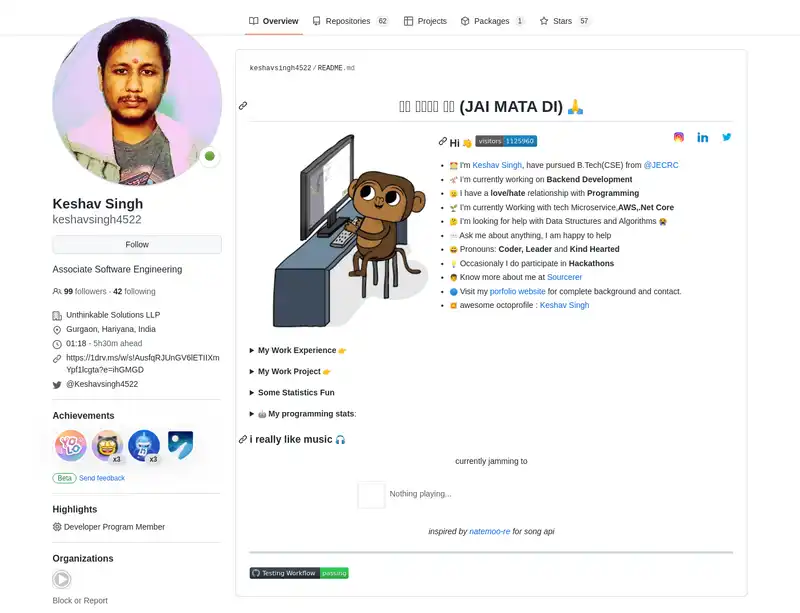 Overview
Repositories 62
Projects
Packages 1
Stars 57
Keshav Singh
keshavsingh4522
Follow
Associate Software Engineering
99 followers · 42 following
Unthinkable Solutions LLP
Gurgaon, Hariyana, India
01:18 - 5h30m ahead
@Keshavsingh4522
Achievements
YOLO
x3
x3
Beta Send feedback
Highlights
Developer Program Member
Organizations
Block or Report
keshavsingh4522/README.md
(JAI MATA DI)
Hi
visitors 1125960
I'm Keshav Singh, have pursued B.Tech(CSE) from @JECRC
I'm currently working on Backend Development
I have a love/hate relationship with Programming
I'm currently Working with tech Microservice,AWS,.Net Core
I'm looking for help with Data Structures and Algorithms
Ask me about anything, I am happy to help
Pronouns: Coder, Leader and Kind Hearted
Occasionaly I do participate in Hackathons
Know more about me at Sourcerer
Visit my porfolio website for complete background and contact.
awesome octoprofile : Keshav Singh
My Work Experience
My Work Project
Some Statistics Fun
My programming stats:
i really like music
currently jamming to
Nothing playing...
inspired by natemoo-re for song api
Testing Workflow passing